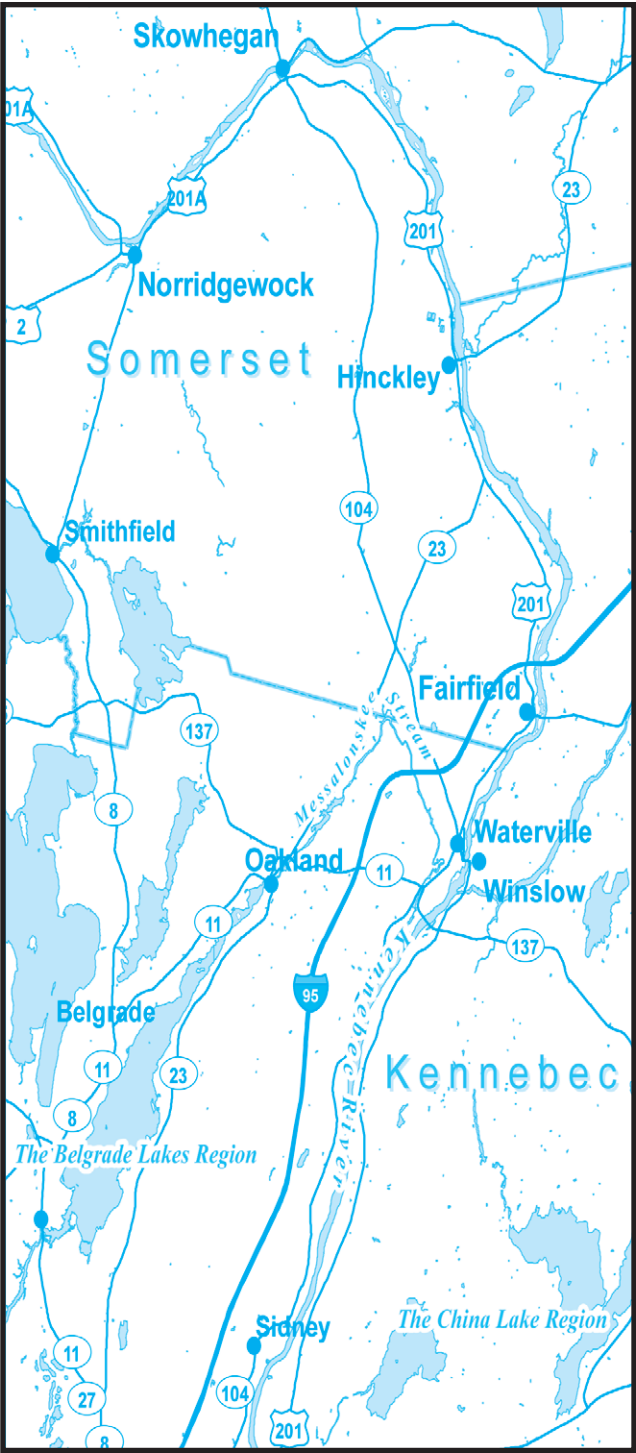 Skowhegan
01A
201A
23
201
Norridgewock
2
Somerset
Hinckley
104
Smithfield
23
201
Fairfield
Messalonskee Stream
137
8
Waterville
Oakland
11
Winslow
11
137
95
Belgrade
Kennebec River
11
23
Kennebec
8
The Belgrade Lakes Region
The China Lake Region
Sidney
11
27
104
201
8